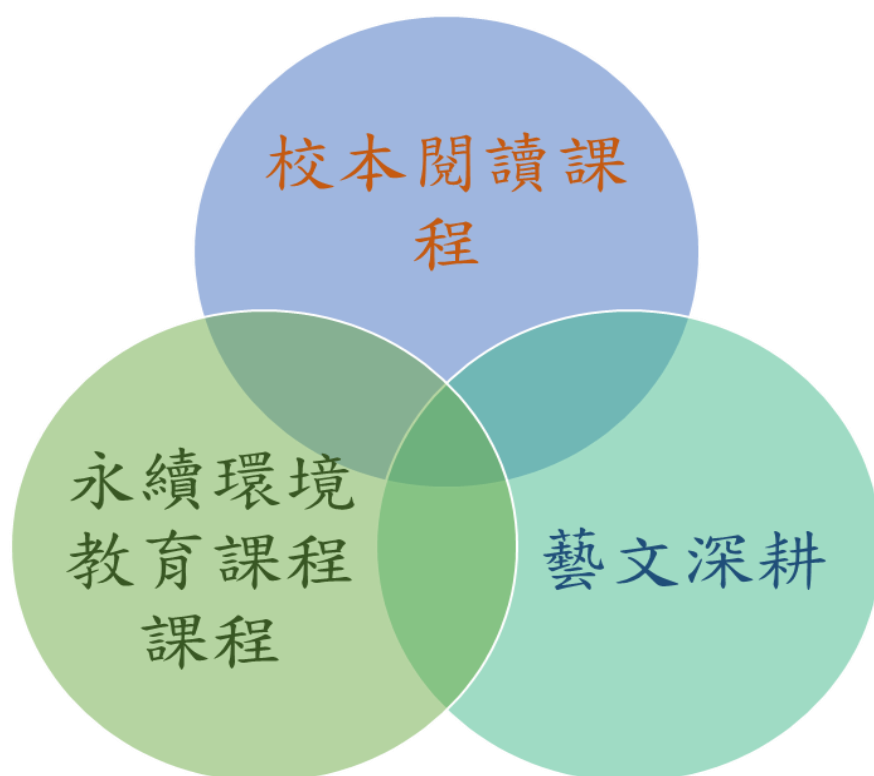 校本閱讀課
程
永續環境
教育課程
課程
藝文深耕